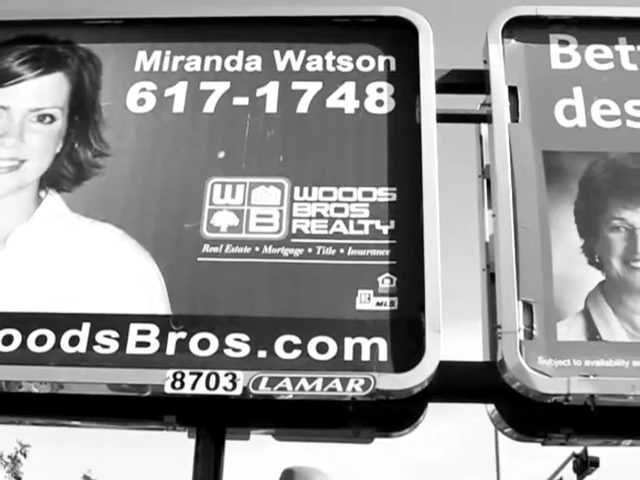 Miranda Watson
617-1748
W B
WOODS
BROS
REALTY
Real Estate • Mortgage • Title • Insurance
R MLS
oodsBros.com
8703 LAMAR
Bet
des
Subject to availability